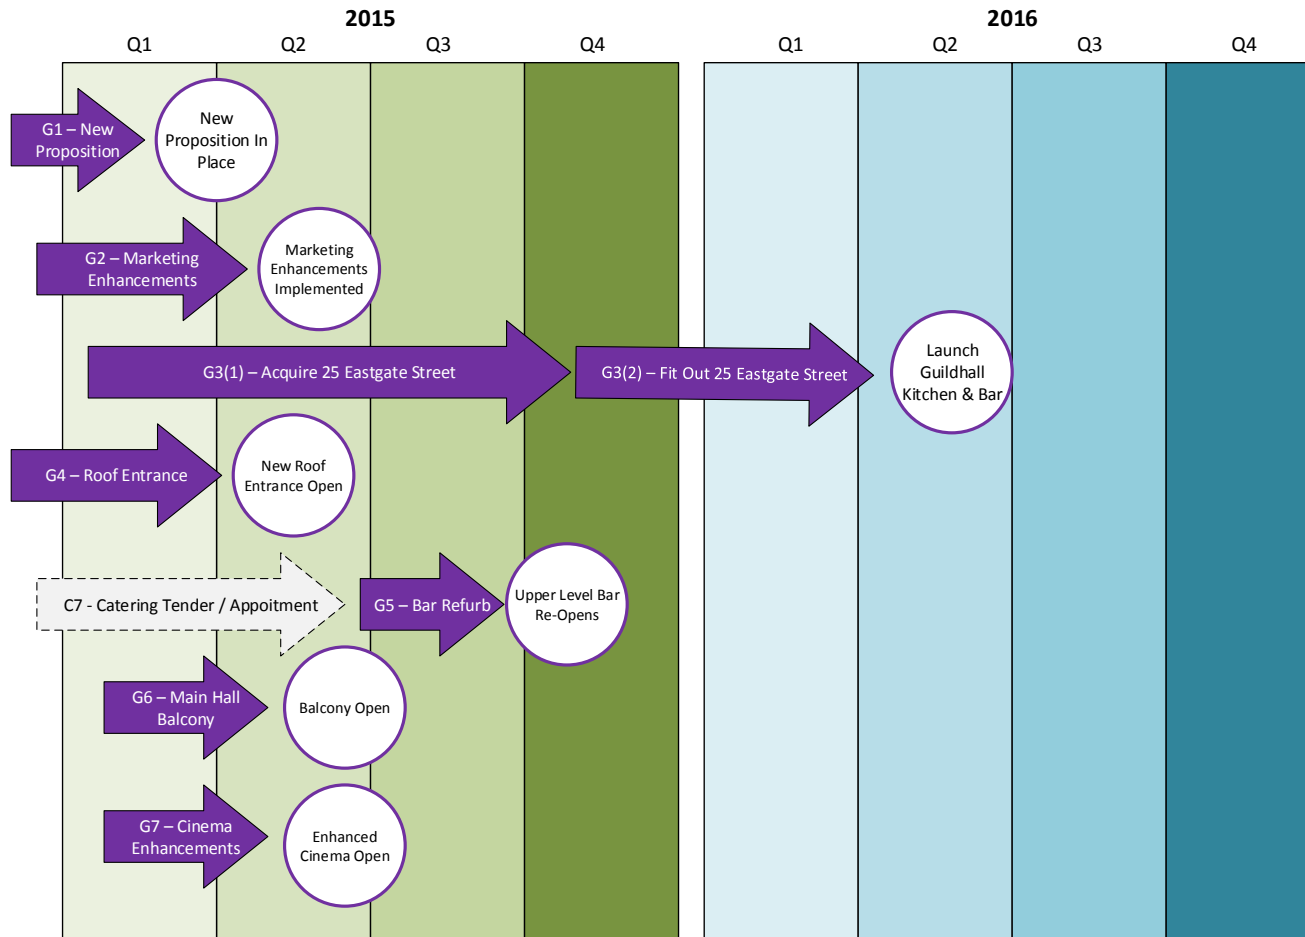 2015
2016
Q1
Q2
Q3
Q4
Q1
Q2
Q3
Q4
G1 – New
Proposition
New
Proposition In
Place
G2 – Marketing
Enhancements
Marketing
Enhancements
Implemented
G3(1) – Acquire 25 Eastgate Street
G3(2) – Fit Out 25 Eastgate Street
Launch
Guildhall
Kitchen & Bar
G4 – Roof Entrance
New Roof
Entrance Open
C7 - Catering Tender / Appoitment
G5 – Bar Refurb
Upper Level Bar
Re-Opens
G6 – Main Hall
Balcony
Balcony Open
G7 – Cinema
Enhancements
Enhanced
Cinema Open